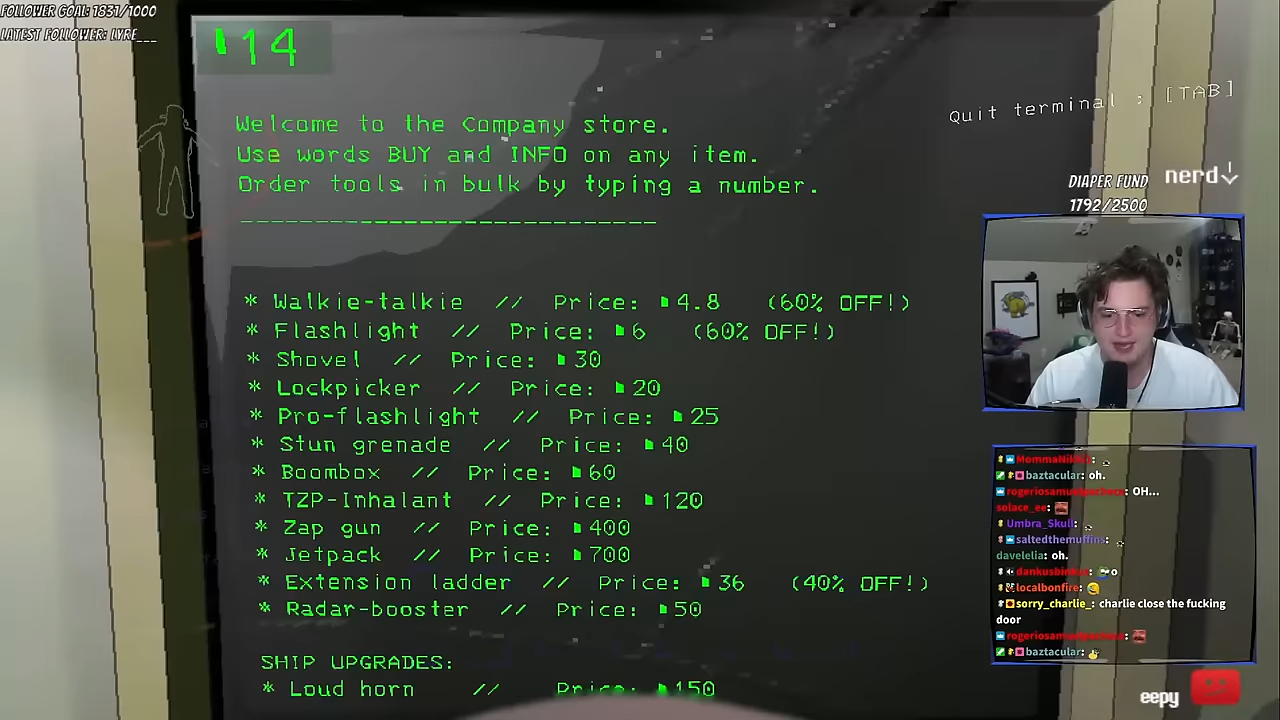 FOLLOWER GOAL: 1831/1000
LATEST FOLLOWER: LYRE___
14
Quit terminal : [TAB]
Welcome to the Company store.
Use words BUY and INFO on any item.
Order tools in bulk by typing a number.
____________________________
* Walkie-talkie // Price: ▮4.8 (60% OFF!)
* Flashlight // Price: ▮6 (60% OFF!)
* Shovel // Price: ▮30
* Lockpicker // Price: ▮20
* Pro-flashlight // Price: ▮25
* Stun grenade // Price: ▮40
* Boombox // Price: ▮60
* TZP-Inhalant // Price: ▮120
* Zap gun // Price: ▮400
* Jetpack // Price: ▮700
* Extension ladder // Price: ▮36 (40% OFF!)
* Radar-booster // Price: ▮50
SHIP UPGRADES:
* Loud horn // Price: ▮150
DIAPER FUND
1792/2500
nerd↓
baztacular: oh.
OH...
solace_ee:
Umbra_Skull:
saltedthemuffins:
davelelia: oh.
localbonfire:
sorry_charlie_: charlie close the fucking
door
baztacular:
eepy